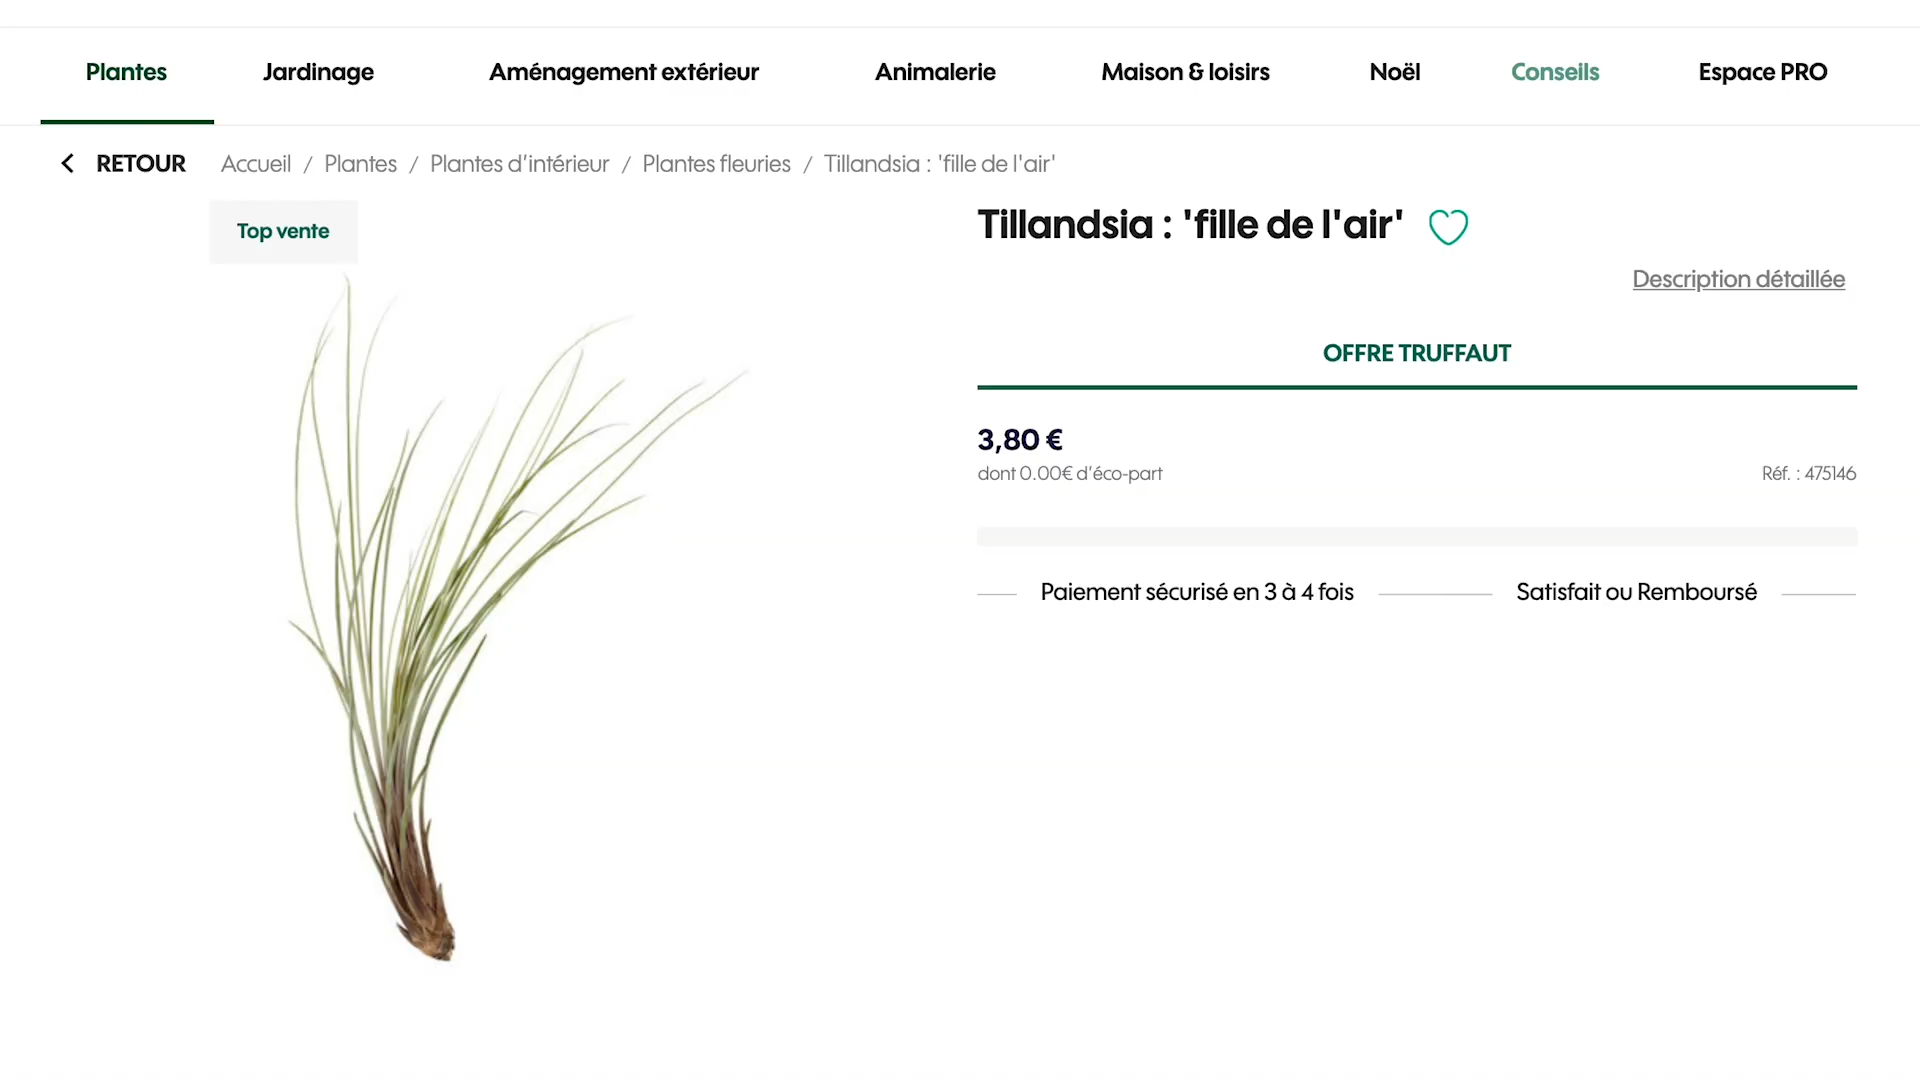 Plantes Jardinage Aménagement extérieur Animalerie Maison & loisirs Noël Conseils Espace PRO
RETOUR Accueil / Plantes / Plantes d'intérieur / Plantes fleuries / Tillandsia : 'fille de l'air'
Top vente
Tillandsia : 'fille de l'air'
Description détaillée
OFFRE TRUFFAUT
3,80 €
dont 0.00€ d'éco-part
Réf. : 475146
Paiement sécurisé en 3 à 4 fois
Satisfait ou Remboursé